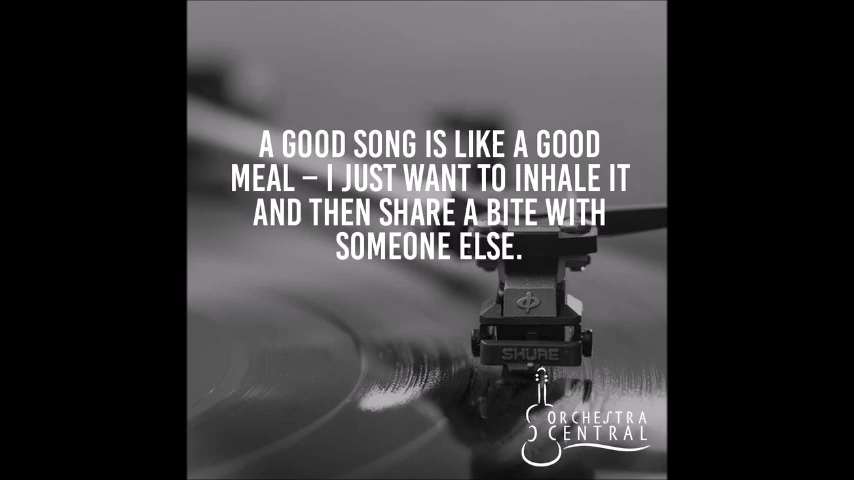 A GOOD SONG IS LIKE A GOOD
MEAL – I JUST WANT TO INHALE IT
AND THEN SHARE A BITE WITH
SOMEONE ELSE.
SHURE
ORCHESTRA
CENTRAL